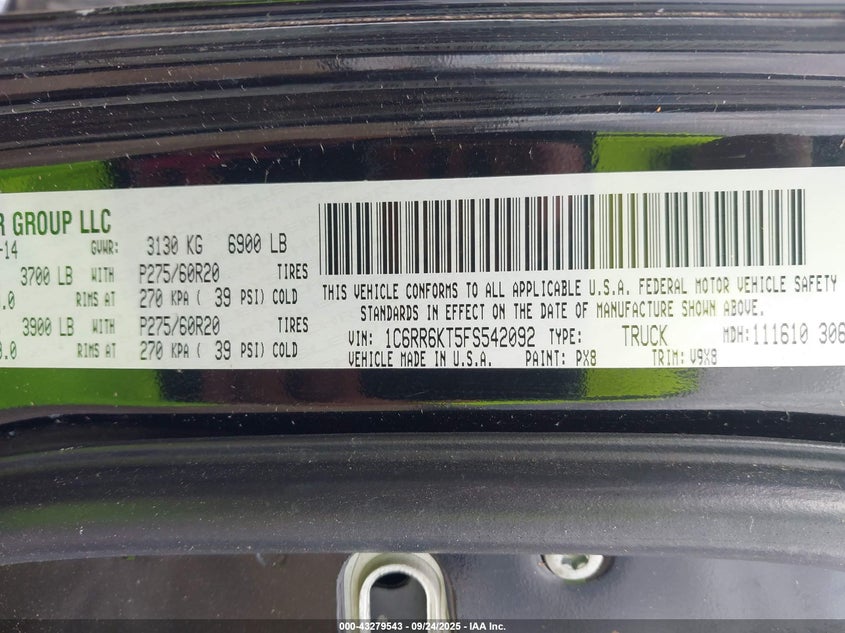 R GROUP LLC
-14 GVWR: 3130 KG 6900 LB
3700 LB WITH P275/60R20 TIRES
.0 RIMS AT 270 KPA ( 39 PSI) COLD
3900 LB WITH P275/60R20 TIRES
.0 RIMS AT 270 KPA ( 39 PSI) COLD
THIS VEHICLE CONFORMS TO ALL APPLICABLE U.S.A. FEDERAL MOTOR VEHICLE SAFETY
STANDARDS IN EFFECT ON THE DATE OF MANUFACTURE SHOWN ABOVE.
VIN: 1C6RR6KT5FS542092 TYPE: TRUCK MDH:111610 306
VEHICLE MADE IN U.S.A. PAINT: PX8 TRIM: V9X8
000-43279543 - 09/24/2025 - IAA Inc.